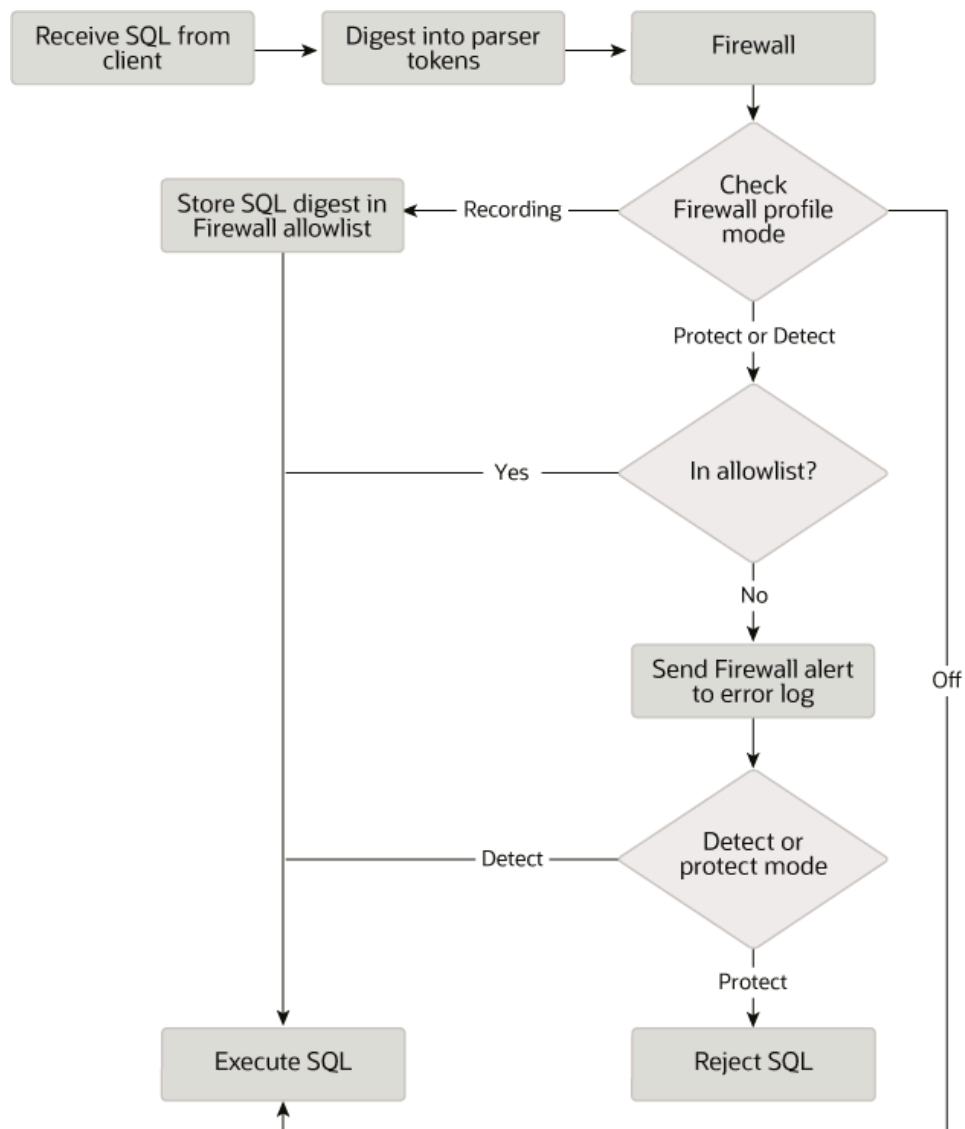 Receive SQL from
client
Digest into parser
tokens
Firewall
Check
Firewall profile
mode
Recording
Store SQL digest in
Firewall allowlist
Protect or Detect
In allowlist?
Yes
No
Send Firewall alert
to error log
Off
Detect or
protect mode
Detect
Protect
Execute SQL
Reject SQL